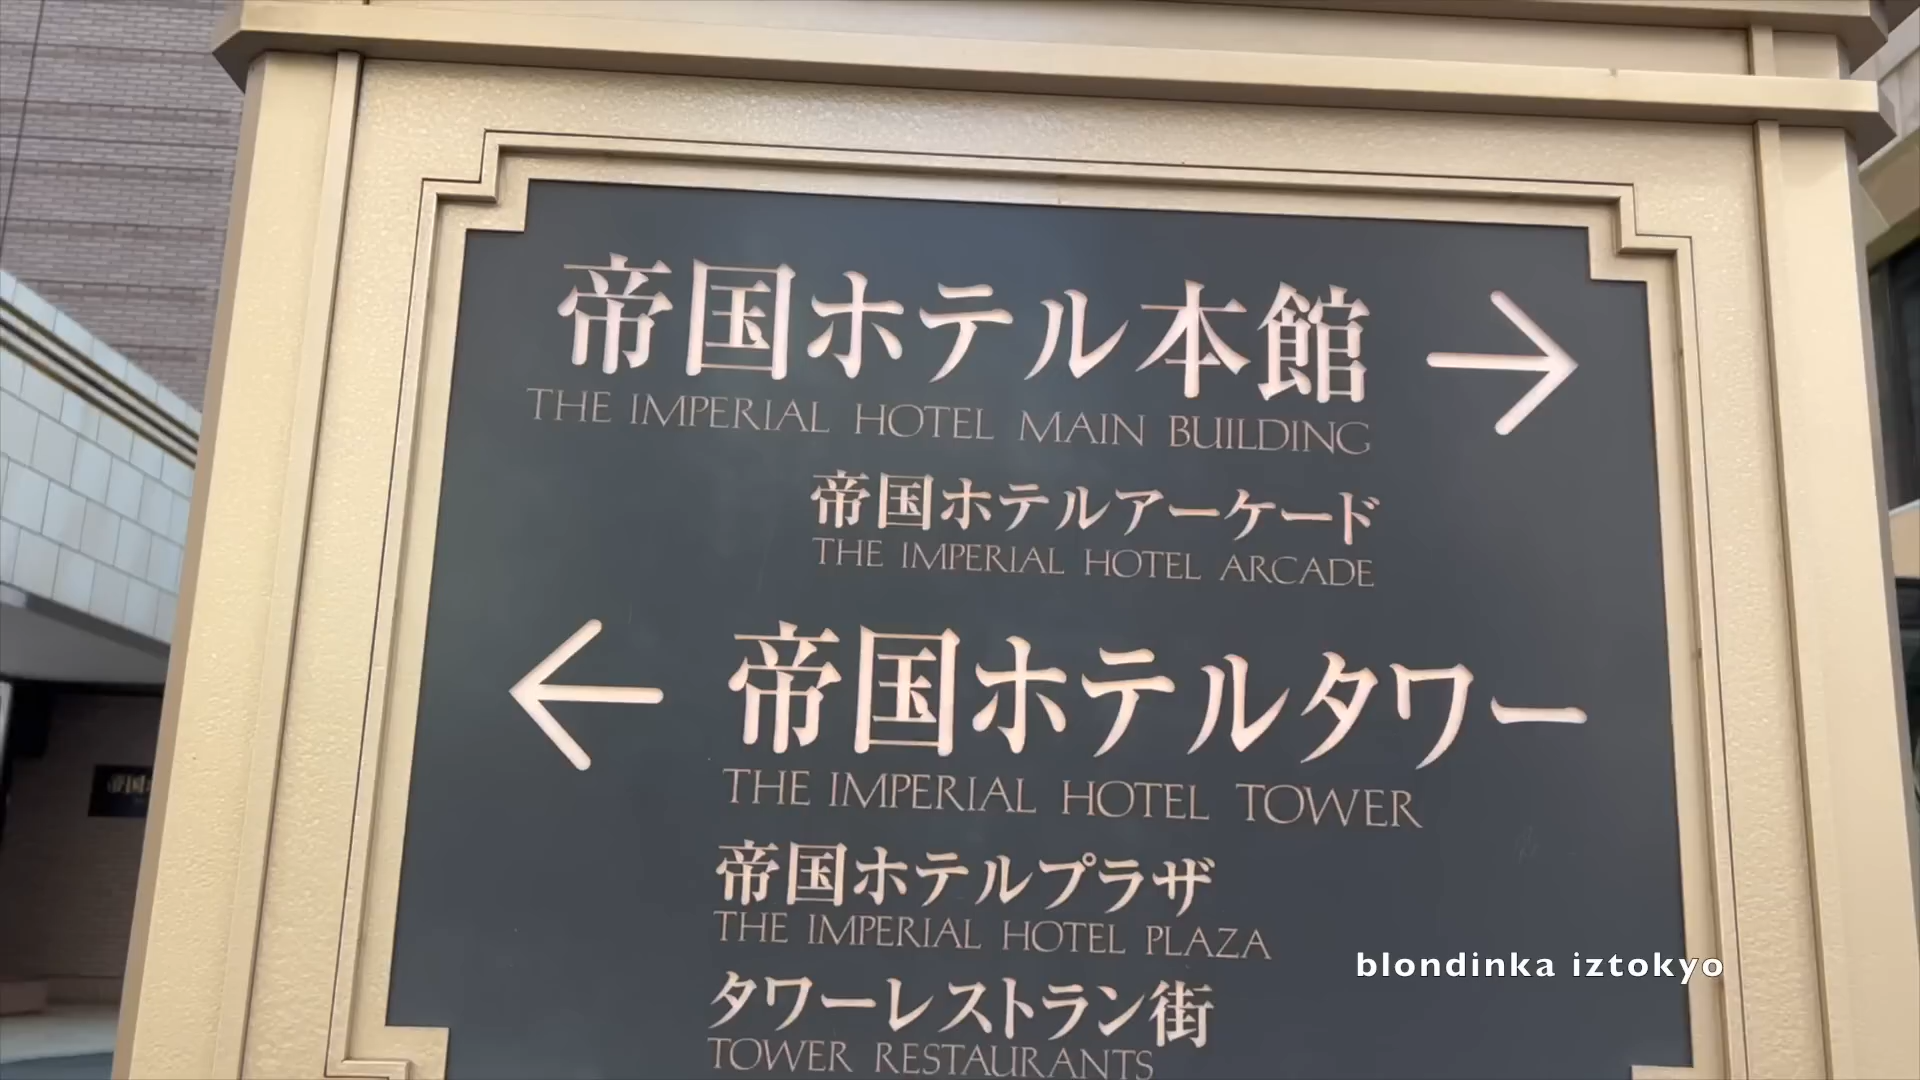 帝国ホテル本館
THE IMPERIAL HOTEL MAIN BUILDING
帝国ホテルアーケード
THE IMPERIAL HOTEL ARCADE
帝国ホテルタワー
THE IMPERIAL HOTEL TOWER
帝国ホテルプラザ
THE IMPERIAL HOTEL PLAZA
タワーレストラン街
TOWER RESTAURANTS
blondinka iztokyo